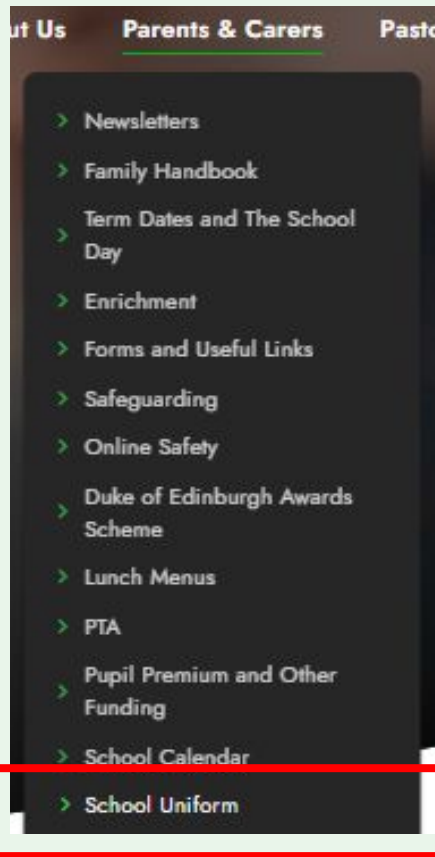 ut Us Parents & Carers Pasto
Newsletters
Family Handbook
Term Dates and The School
Day
Enrichment
Forms and Useful Links
Safeguarding
Online Safety
Duke of Edinburgh Awards
Scheme
Lunch Menus
PTA
Pupil Premium and Other
Funding
School Calendar
School Uniform